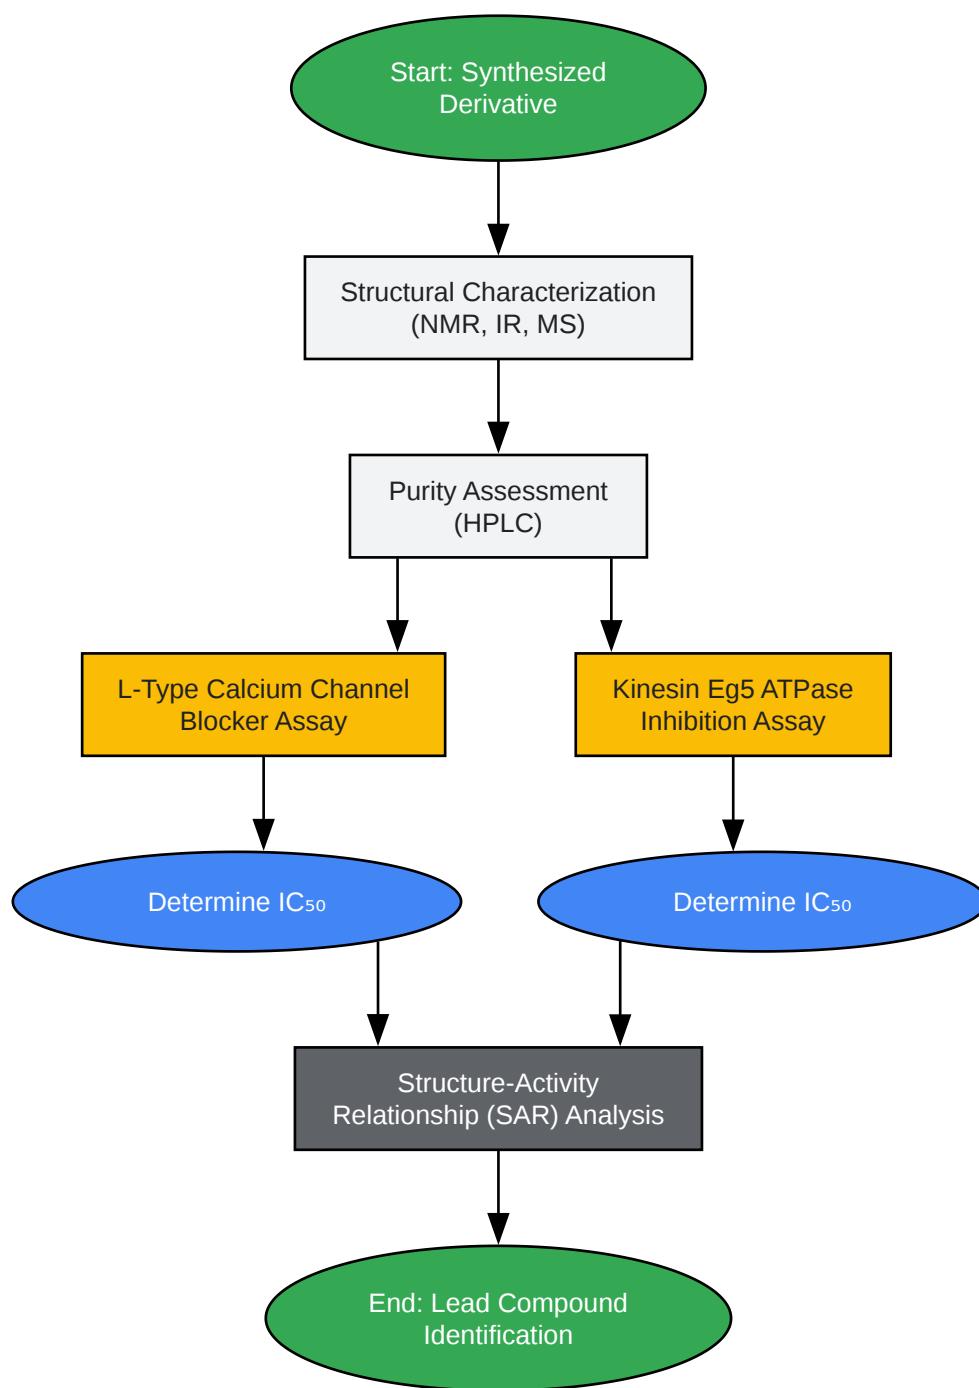 Start: Synthesized
Derivative
Structural Characterization
(NMR, IR, MS)
Purity Assessment
(HPLC)
L-Type Calcium Channel
Blocker Assay
Kinesin Eg5 ATPase
Inhibition Assay
Determine IC₅₀
Determine IC₅₀
Structure-Activity
Relationship (SAR) Analysis
End: Lead Compound
Identification